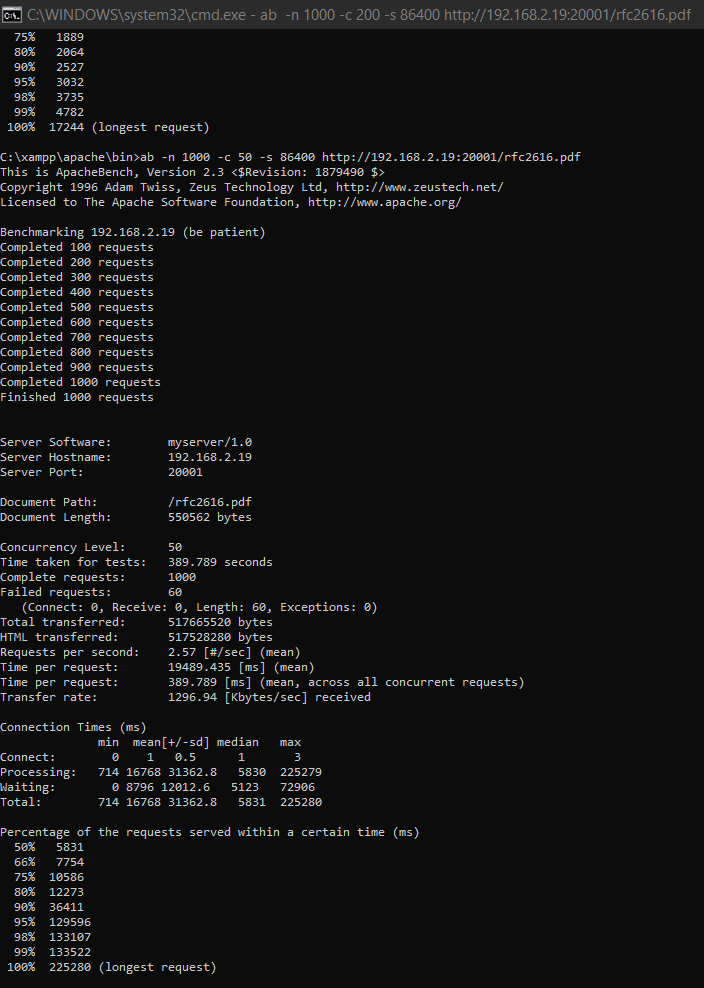 C:\WINDOWS\system32\cmd.exe - ab  -n 1000 -c 200 -s 86400 http://192.168.2.19:20001/rfc2616.pdf
  75%   1889
  80%   2064
  90%   2527
  95%   3032
  98%   3735
  99%   4782
 100%  17244 (longest request)

C:\xampp\apache\bin>ab -n 1000 -c 50 -s 86400 http://192.168.2.19:20001/rfc2616.pdf
This is ApacheBench, Version 2.3 <$Revision: 1879490 $>
Copyright 1996 Adam Twiss, Zeus Technology Ltd, http://www.zeustech.net/
Licensed to The Apache Software Foundation, http://www.apache.org/

Benchmarking 192.168.2.19 (be patient)
Completed 100 requests
Completed 200 requests
Completed 300 requests
Completed 400 requests
Completed 500 requests
Completed 600 requests
Completed 700 requests
Completed 800 requests
Completed 900 requests
Completed 1000 requests
Finished 1000 requests


Server Software:        myserver/1.0
Server Hostname:        192.168.2.19
Server Port:            20001

Document Path:          /rfc2616.pdf
Document Length:        550562 bytes

Concurrency Level:      50
Time taken for tests:   389.789 seconds
Complete requests:      1000
Failed requests:        60
   (Connect: 0, Receive: 0, Length: 60, Exceptions: 0)
Total transferred:      517665520 bytes
HTML transferred:       517528280 bytes
Requests per second:    2.57 [#/sec] (mean)
Time per request:       19489.435 [ms] (mean)
Time per request:       389.789 [ms] (mean, across all concurrent requests)
Transfer rate:          1296.94 [Kbytes/sec] received

Connection Times (ms)
              min  mean[+/-sd] median   max
Connect:        0    1   0.5      1       3
Processing:   714 16768 31362.8   5830  225279
Waiting:        0 8796 12012.6   5123   72906
Total:        714 16768 31362.8   5831  225280

Percentage of the requests served within a certain time (ms)
  50%   5831
  66%   7754
  75%  10586
  80%  12273
  90%  36411
  95%  129596
  98%  133107
  99%  133522
 100%  225280 (longest request)